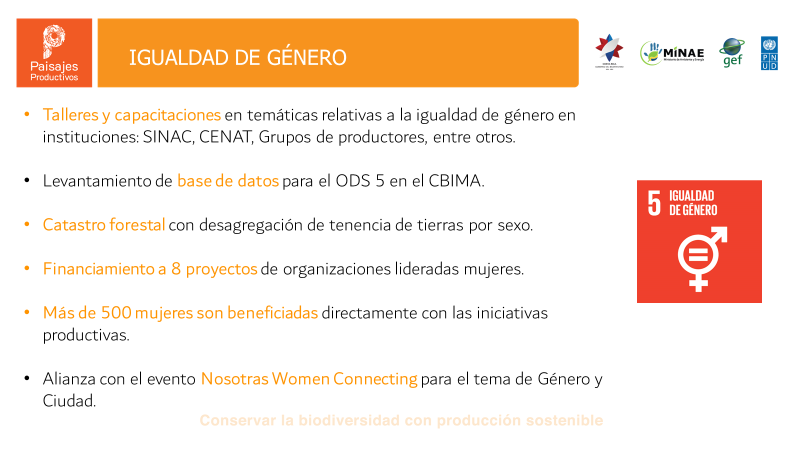 Paisajes
Productivos
IGUALDAD DE GÉNERO
MiNAE
gef
P N
U D
• Talleres y capacitaciones en temáticas relativas a la igualdad de género en
instituciones: SINAC, CENAT, Grupos de productores, entre otros.
• Levantamiento de base de datos para el ODS 5 en el CBIMA.
• Catastro forestal con desagregación de tenencia de tierras por sexo.
• Financiamiento a 8 proyectos de organizaciones lideradas mujeres.
• Más de 500 mujeres son beneficiadas directamente con las iniciativas
productivas.
• Alianza con el evento Nosotras Women Connecting para el tema de Género y
Ciudad.
5 IGUALDAD
DE GÉNERO
Conservar la biodiversidad con producción sostenible